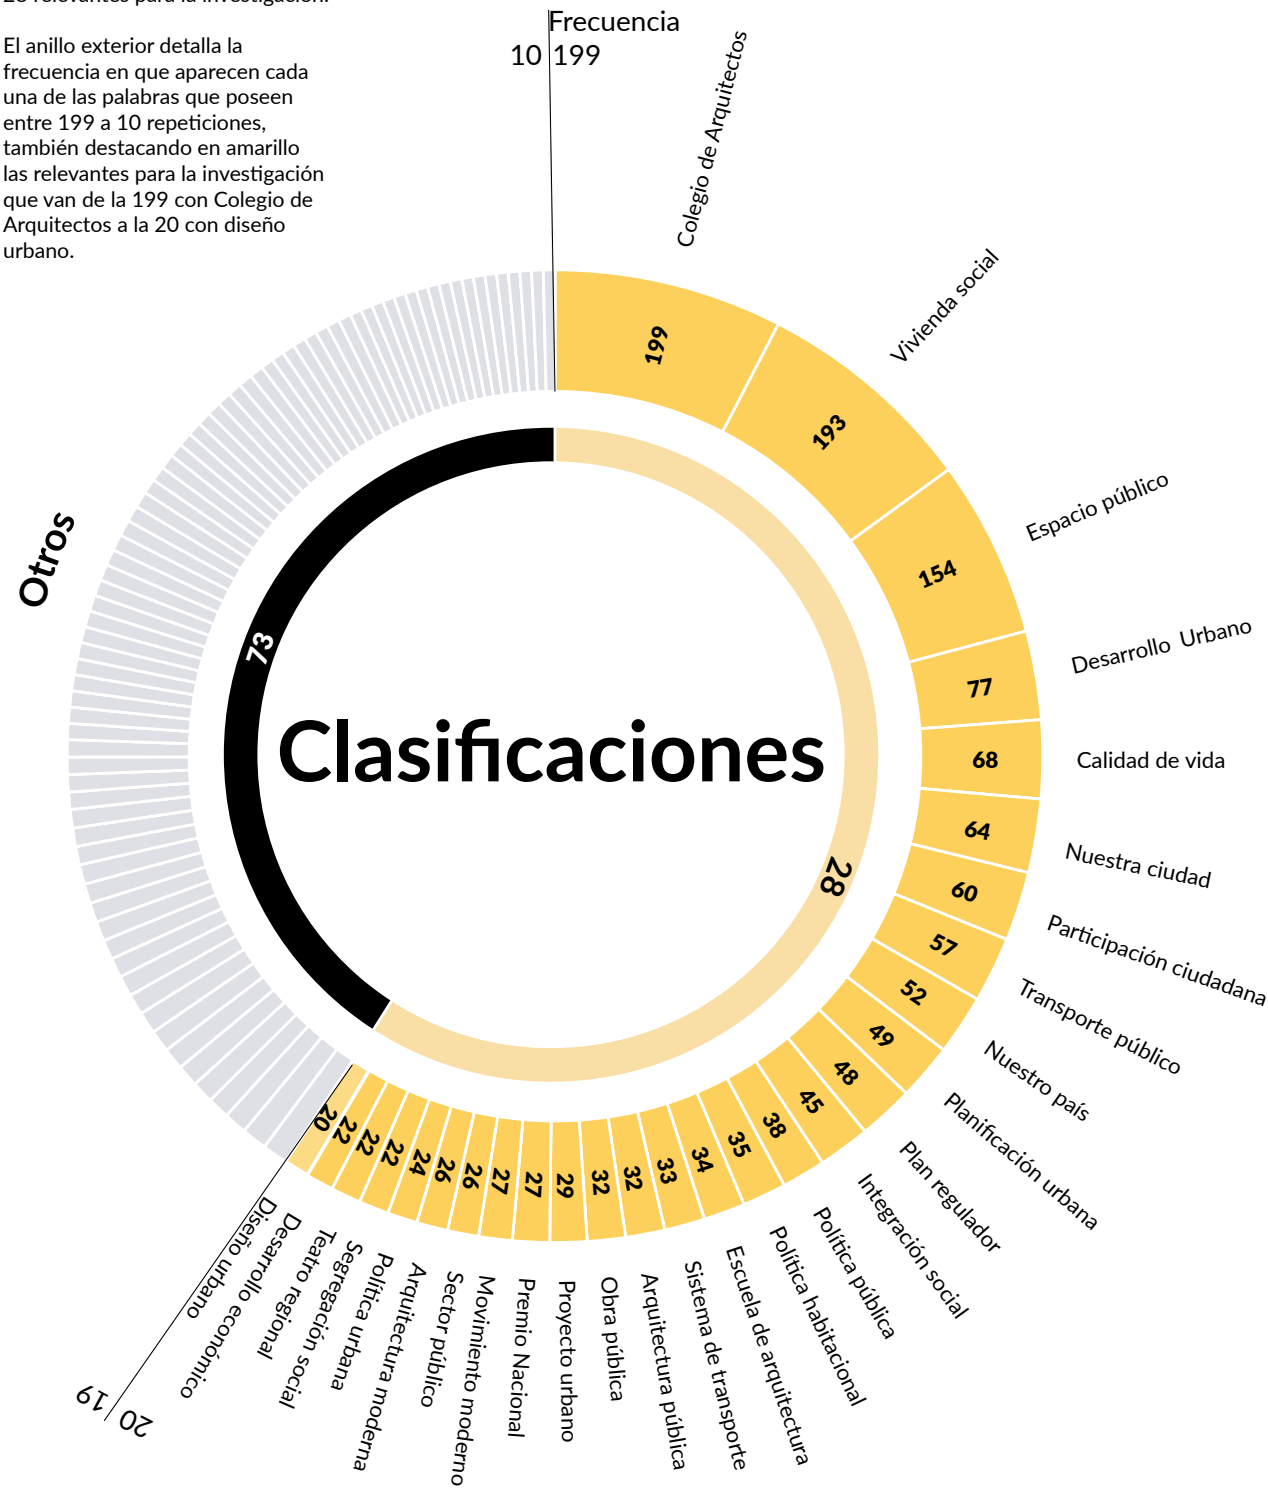 28 relevantes para la investigación.
El anillo exterior detalla la
frecuencia en que aparecen cada
una de las palabras que poseen
entre 199 a 10 repeticiones,
también destacando en amarillo
las relevantes para la investigación
que van de la 199 con Colegio de
Arquitectos a la 20 con diseño
urbano.
Frecuencia
10 199
Colegio de Arquitectos
Vivienda social
Espacio público
Desarrollo Urbano
Calidad de vida
Nuestra ciudad
Participación ciudadana
Transporte público
Nuestro país
Planificación urbana
Plan regulador
Integración social
Política pública
Política habitacional
Escuela de arquitectura
Sistema de transporte
Arquitectura pública
Obra pública
Proyecto urbano
Premio Nacional
Movimiento moderno
Sector público
Arquitectura moderna
Política urbana
Segregación social
Teatro regional
Desarrollo económico
Diseño urbano
20
19
Otros
199
193
154
77
68
64
60
57
52
49
48
45
38
35
34
33
32
32
29
27
27
26
26
24
22
22
22
20
73
28
Clasificaciones